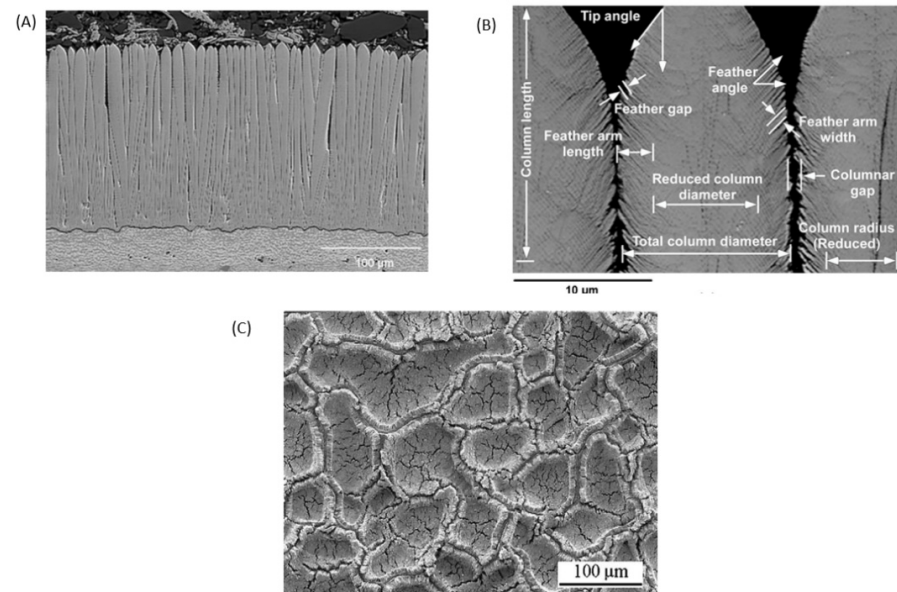 (A)
100 µm
(B)
Tip angle
Column length
Feather gap
Feather arm
length
Reduced column
diameter
Total column diameter
Feather
angle
Feather arm
width
Columnar
gap
Column radius
(Reduced)
10 µm
(C)
100 µm